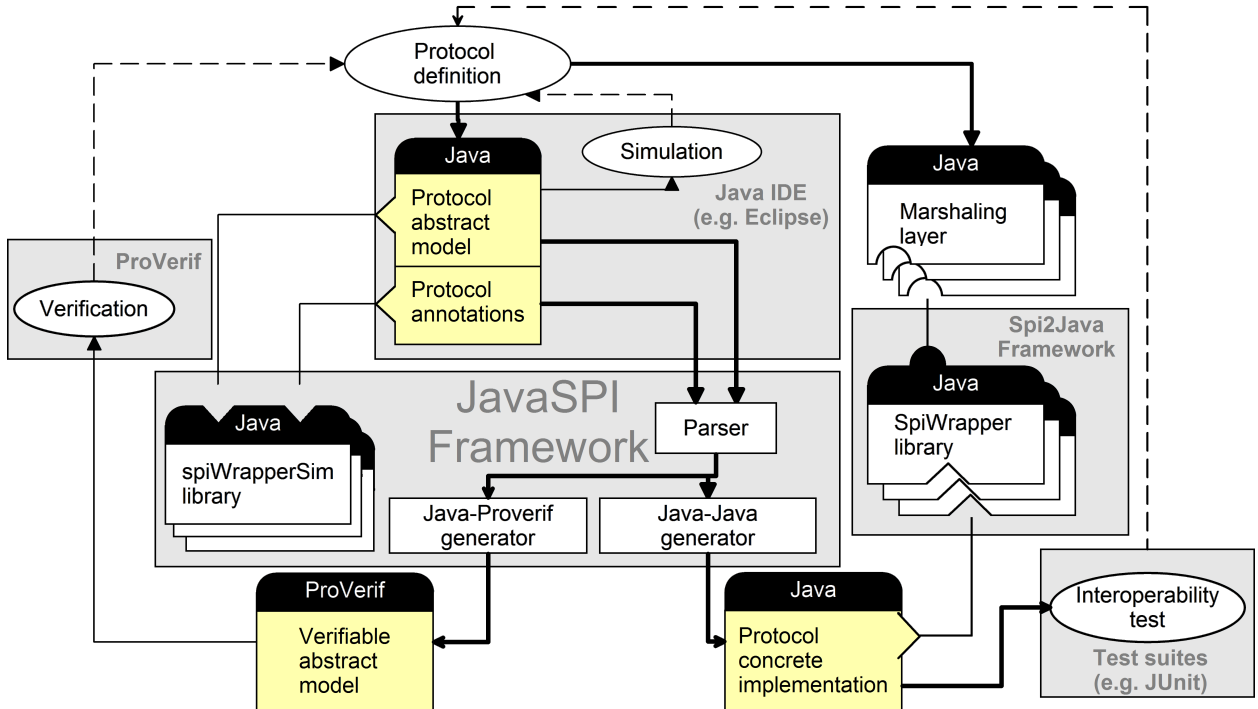 Protocol
definition
Java
Simulation
Java IDE
(e.g. Eclipse)
Protocol
abstract
model
Protocol
annotations
Java
Marshaling
layer
ProVerif
Verification
Spi2Java
Framework
Java
SpiWrapper
library
JavaSPI
Framework
Parser
Java
spiWrapperSim
library
Java-Proverif
generator
Java-Java
generator
ProVerif
Verifiable
abstract
model
Java
Protocol
concrete
implementation
Interoperability
test
Test suites
(e.g. JUnit)